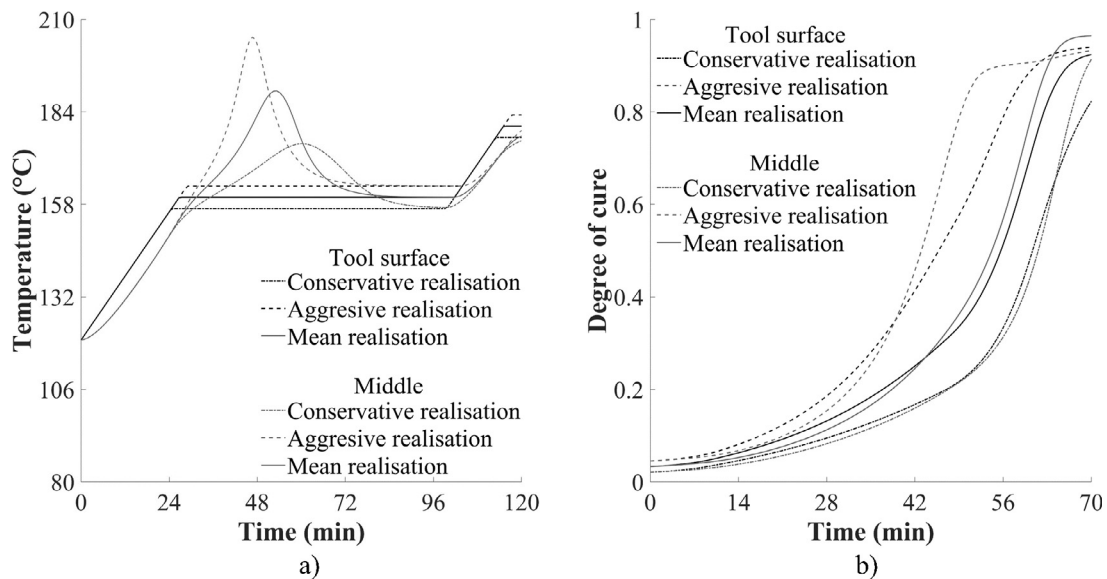 210
184
158
132
106
80
Temperature (°C)
Tool surface
Conservative realisation
Aggresive realisation
Mean realisation
Middle
Conservative realisation
Aggresive realisation
Mean realisation
0 24 48 72 96 120
Time (min)
a)
1
0.8
0.6
0.4
0.2
0
Degree of cure
Tool surface
Conservative realisation
Aggresive realisation
Mean realisation
Middle
Conservative realisation
Aggresive realisation
Mean realisation
0 14 28 42 56 70
Time (min)
b)